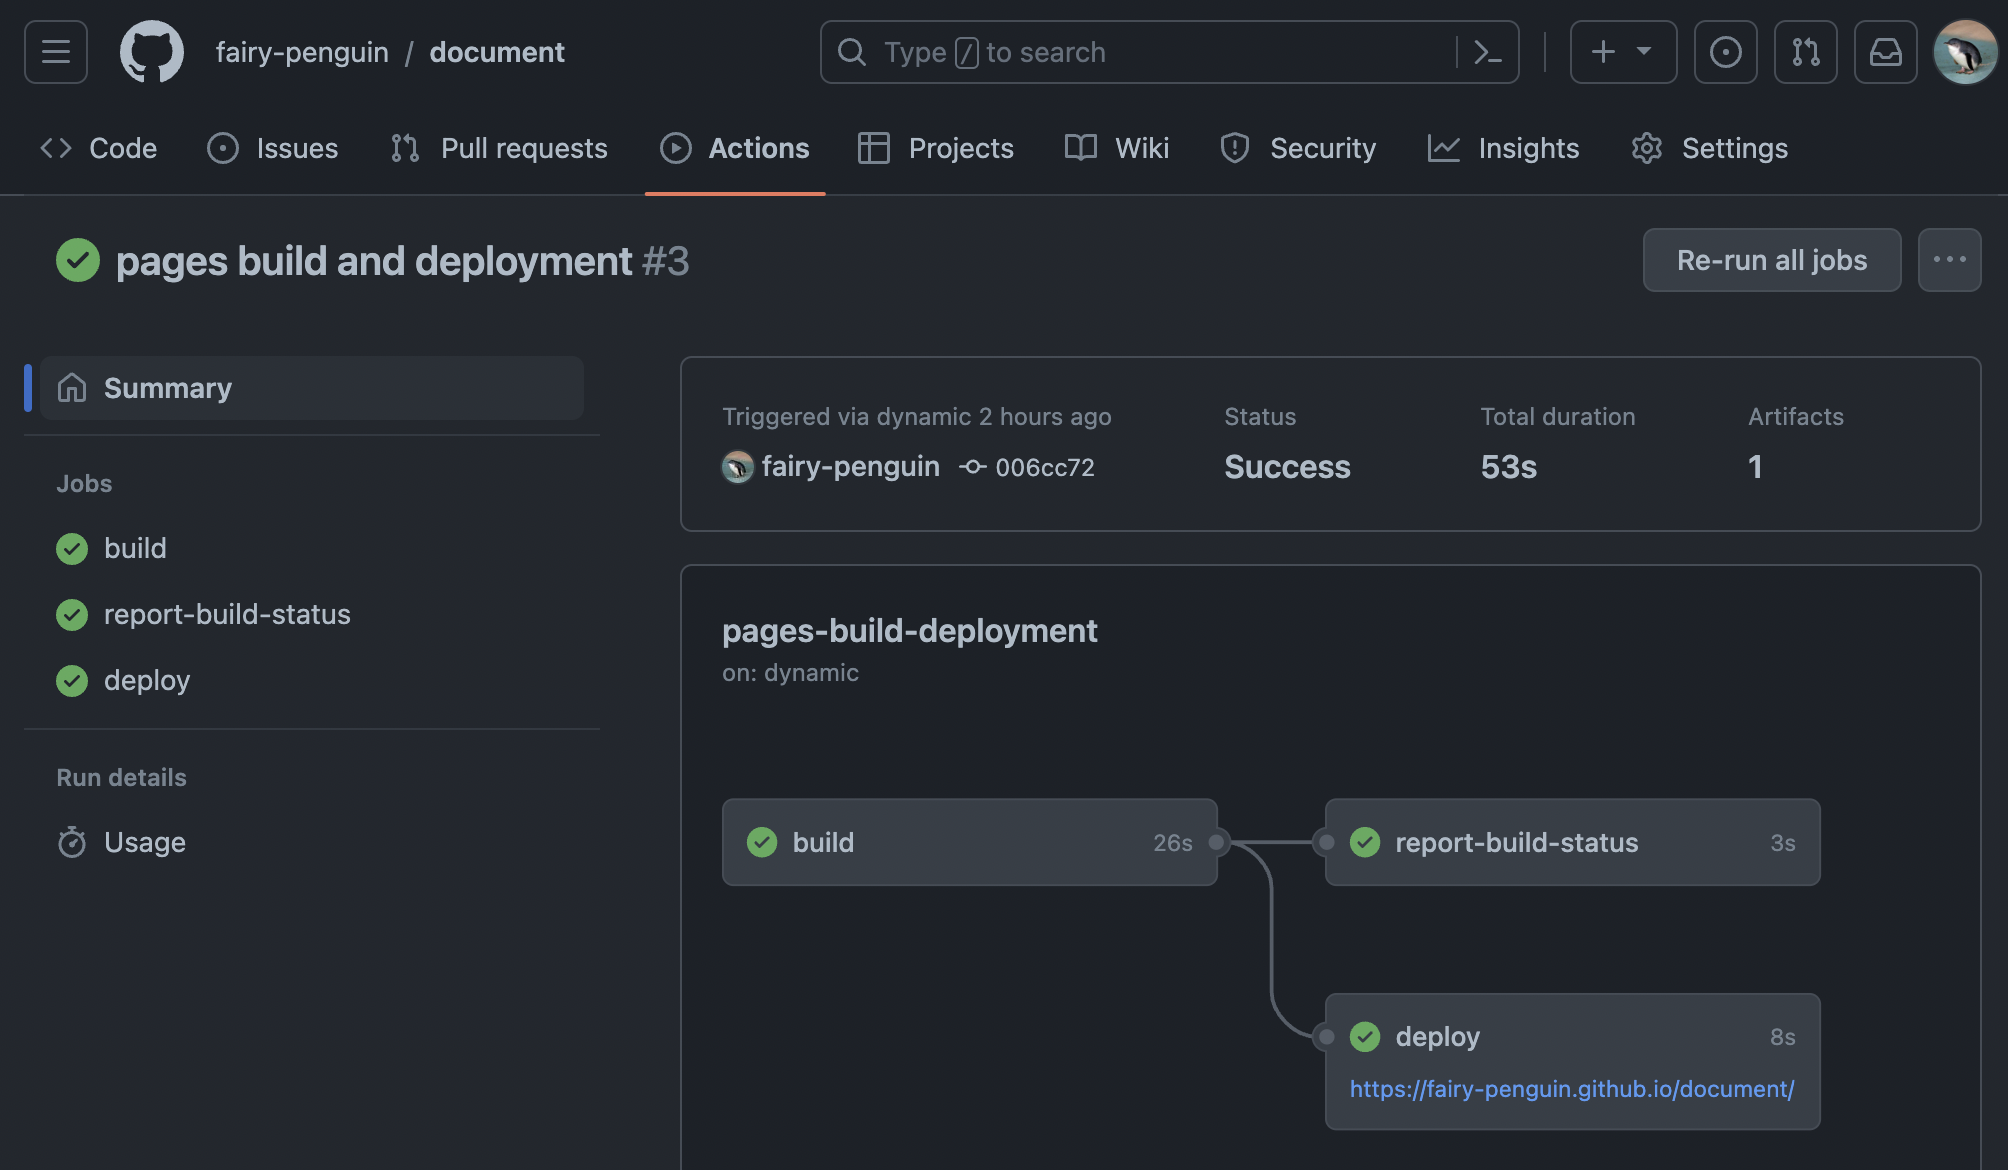 fairy-penguin / document
Type / to search
Code Issues Pull requests Actions Projects Wiki Security Insights Settings
pages build and deployment #3
Re-run all jobs
Summary
Jobs
build
report-build-status
deploy
Run details
Usage
Triggered via dynamic 2 hours ago
fairy-penguin 006cc72
Status
Success
Total duration
53s
Artifacts
1
pages-build-deployment
on: dynamic
build 26s
report-build-status 3s
deploy 8s
https://fairy-penguin.github.io/document/